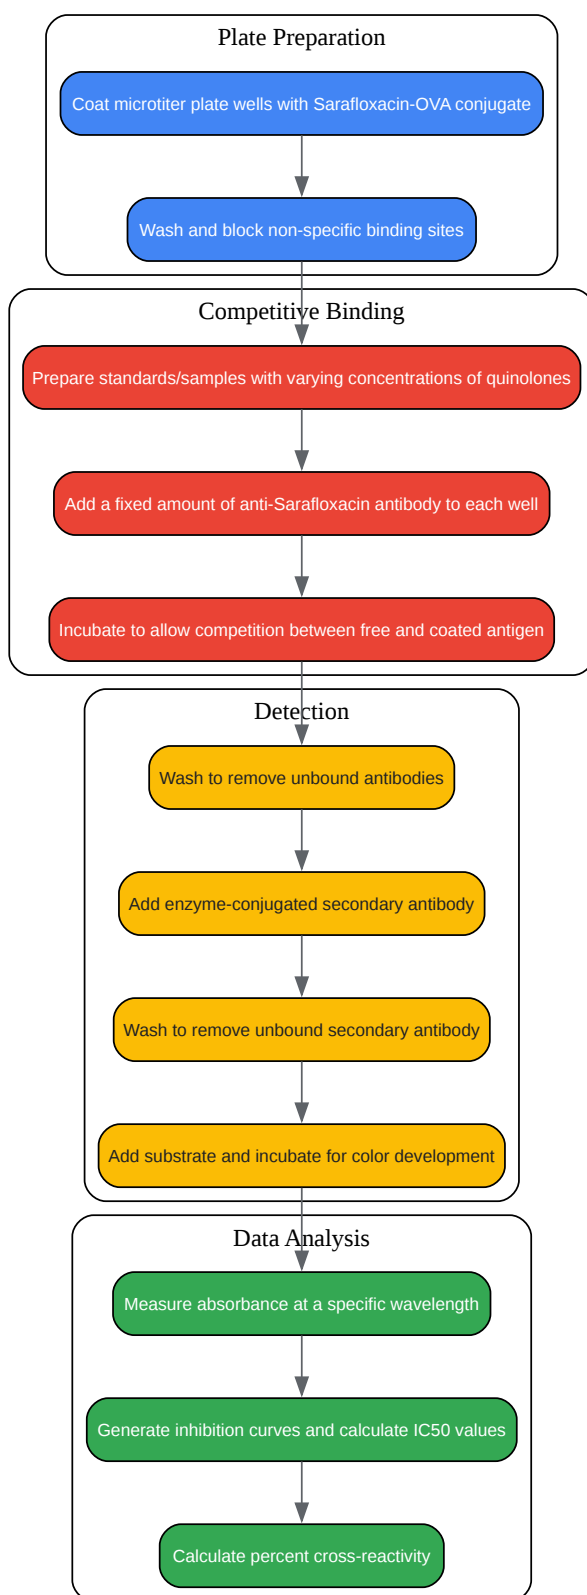 Plate Preparation
Coat microtiter plate wells with Sarafloxacin-OVA conjugate
Wash and block non-specific binding sites
Competitive Binding
Prepare standards/samples with varying concentrations of quinolones
Add a fixed amount of anti-Sarafloxacin antibody to each well
Incubate to allow competition between free and coated antigen
Detection
Wash to remove unbound antibodies
Add enzyme-conjugated secondary antibody
Wash to remove unbound secondary antibody
Add substrate and incubate for color development
Data Analysis
Measure absorbance at a specific wavelength
Generate inhibition curves and calculate IC50 values
Calculate percent cross-reactivity